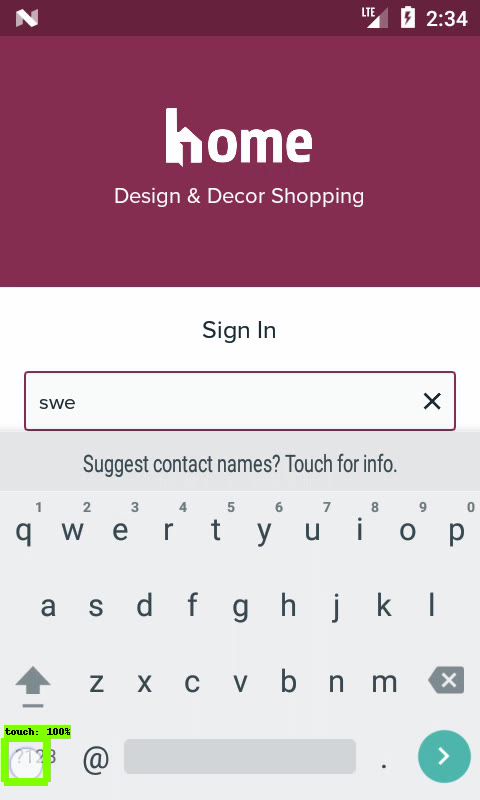 LTE 2:34
home
Design & Decor Shopping
Sign In
swe
Suggest contact names? Touch for info.
1 2 3 4 5 6 7 8 9 0
q w e r t y u i o p
a s d f g h j k l
z x c v b n m
touch: 100%
?123 @ .